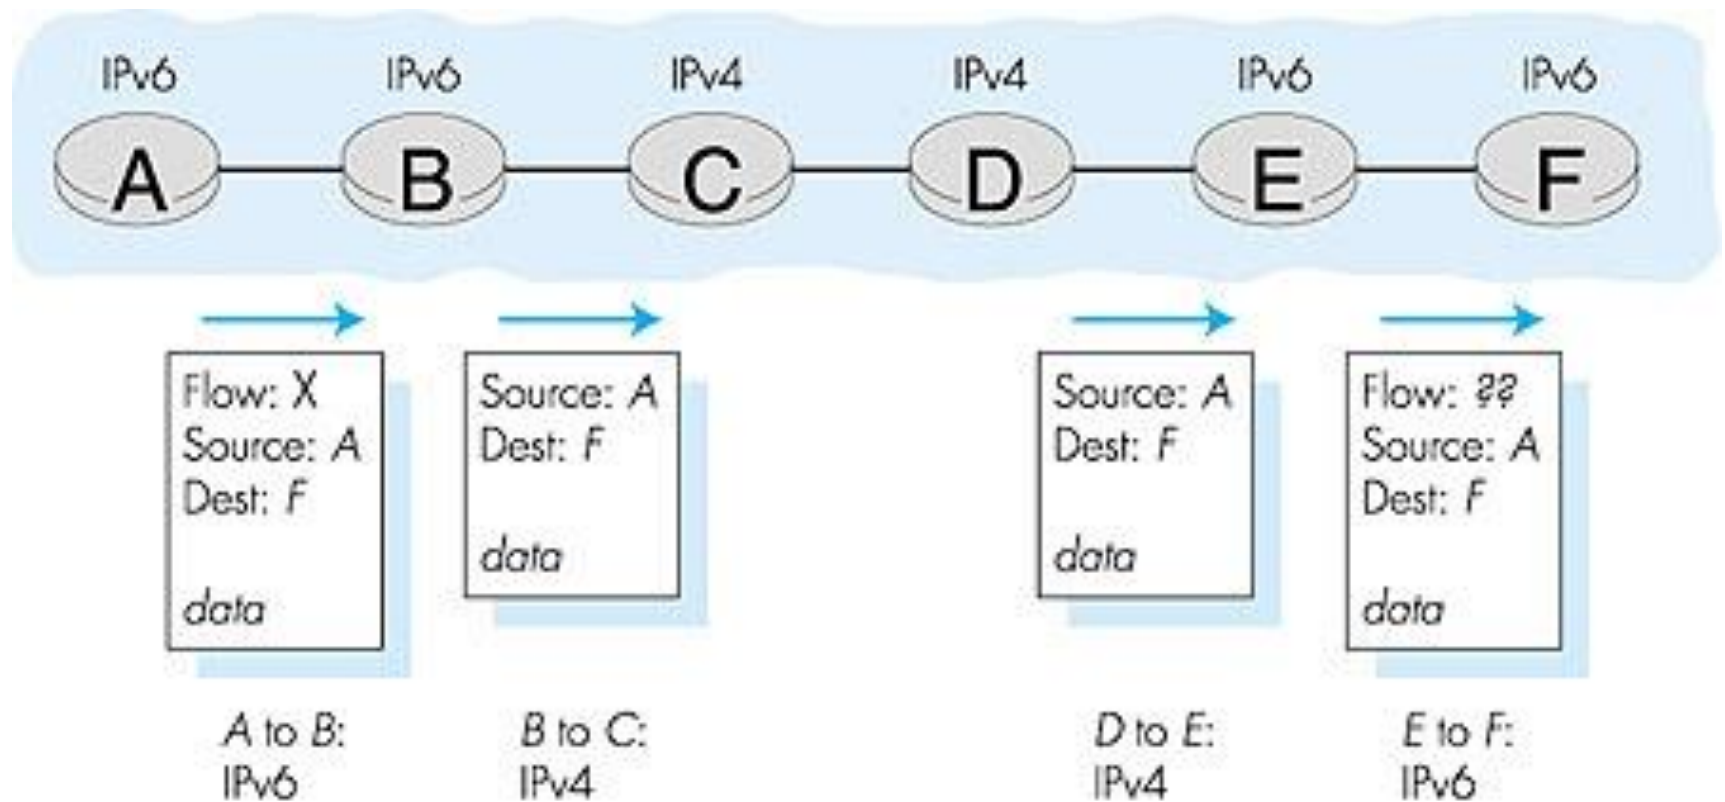 IPv6 IPv6 IPv4 IPv4 IPv6 IPv6
A B C D E F
Flow: X
Source: A
Dest: F
data
A to B:
IPv6
Source: A
Dest: F
data
B to C:
IPv4
Source: A
Dest: F
data
D to E:
IPv4
Flow: ??
Source: A
Dest: F
data
E to F:
IPv6